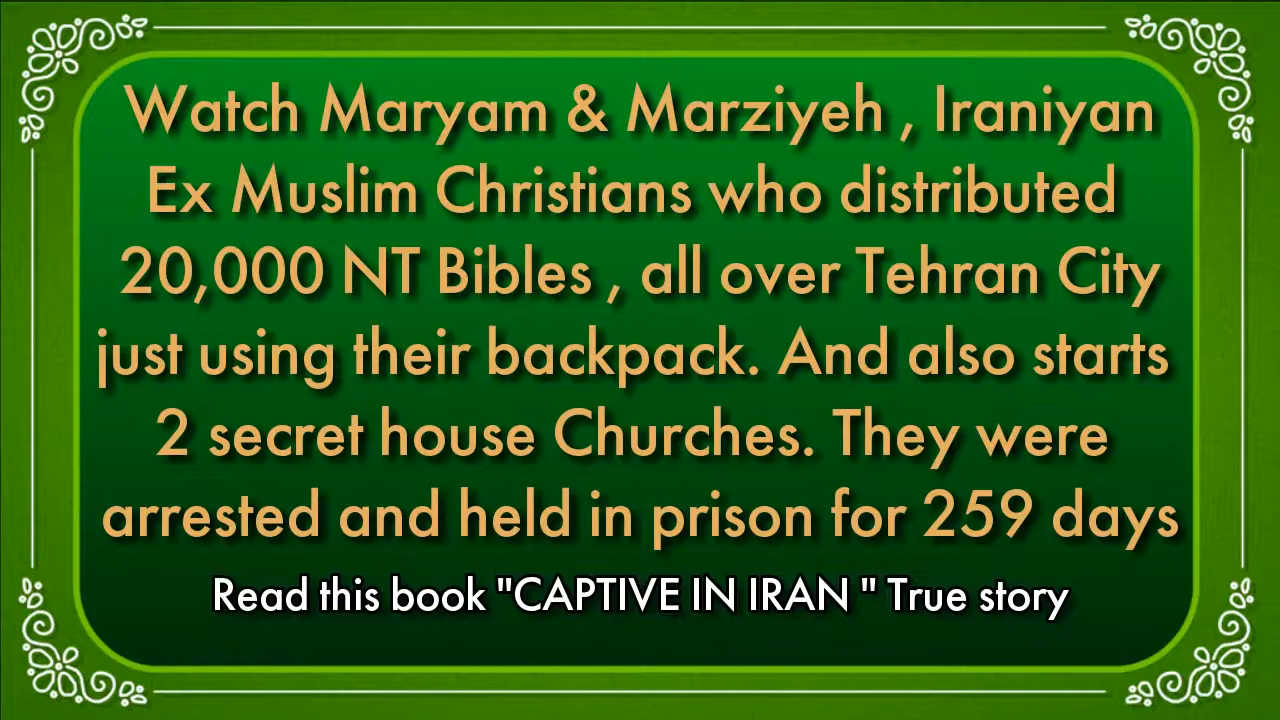 Watch Maryam & Marziyeh , Iraniyan
Ex Muslim Christians who distributed
20,000 NT Bibles , all over Tehran City
just using their backpack. And also starts
2 secret house Churches. They were
arrested and held in prison for 259 days
Read this book "CAPTIVE IN IRAN " True story